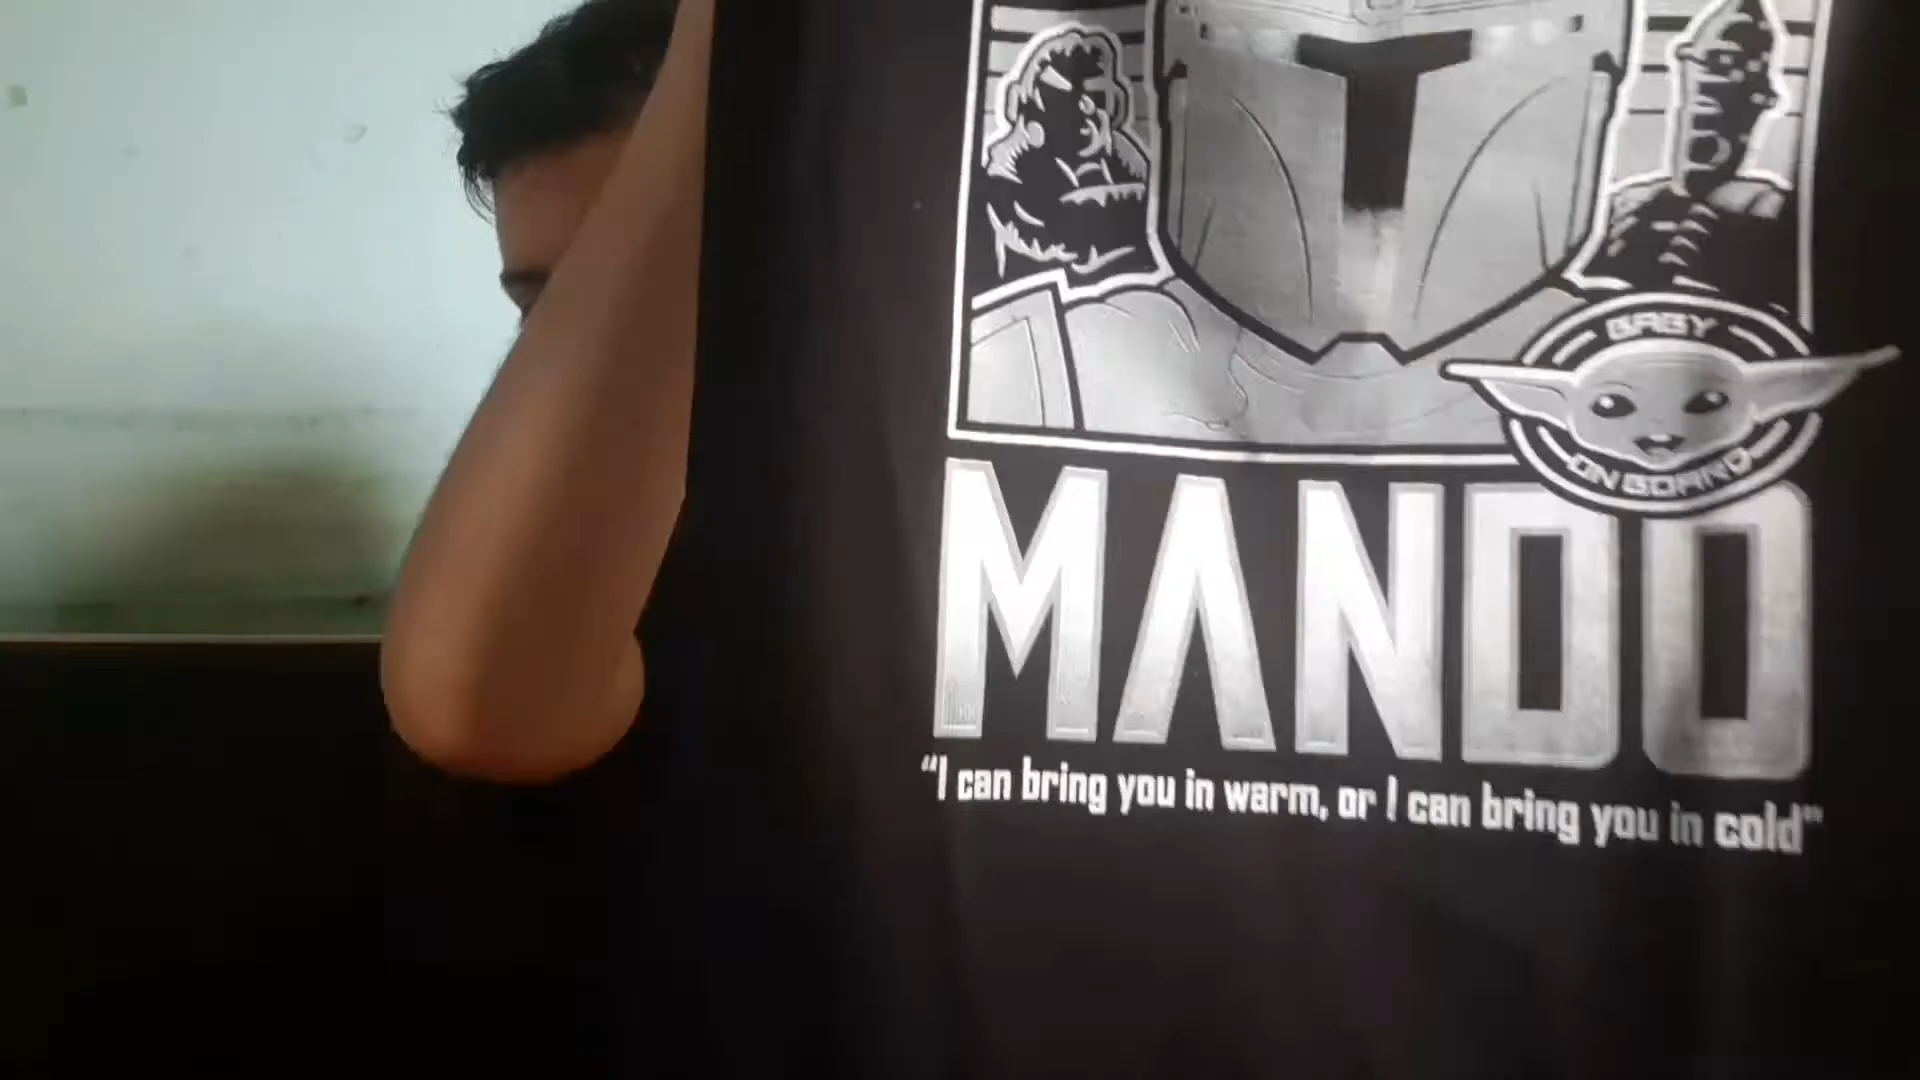 BABY
ON BOARD
MANDO
“I can bring you in warm, or I can bring you in cold”